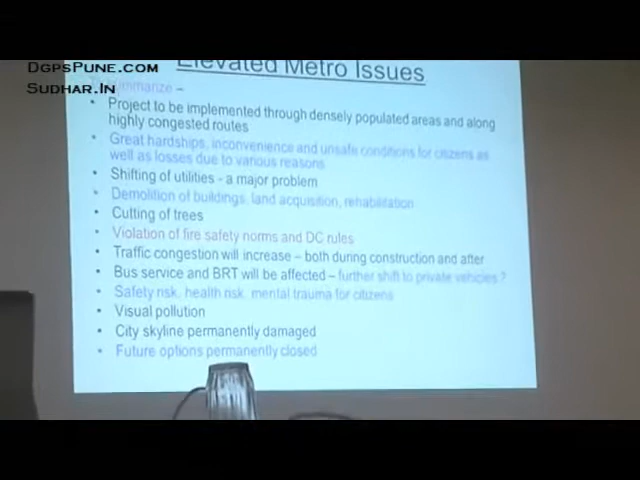 DgpsPune.com
Sudhar.In
Elevated Metro Issues
summarize –
• Project to be implemented through densely populated areas and along
highly congested routes
• Great hardships, inconvenience and unsafe conditions for citizens as
well as losses due to various reasons
• Shifting of utilities - a major problem
• Demolition of buildings, land acquisition, rehabilitation
• Cutting of trees
• Violation of fire safety norms and DC rules
• Traffic congestion will increase – both during construction and after
• Bus service and BRT will be affected – further shift to private vehicles ?
• Safety risk, health risk, mental trauma for citizens
• Visual pollution
• City skyline permanently damaged
• Future options permanently closed